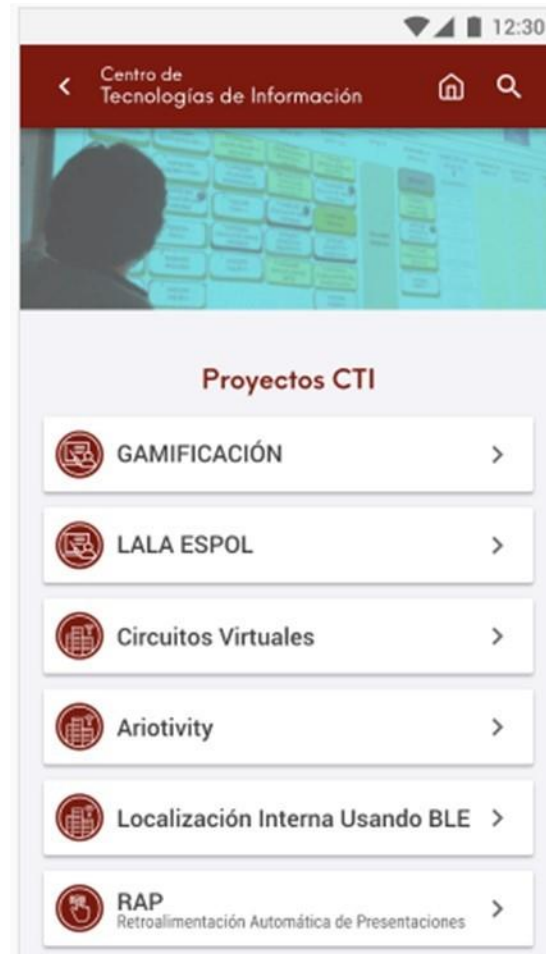 12:30
Centro de
Tecnologías de Información
Proyectos CTI
GAMIFICACIÓN
LALA ESPOL
Circuitos Virtuales
Ariotivity
Localización Interna Usando BLE
RAP
Retroalimentación Automática de Presentaciones